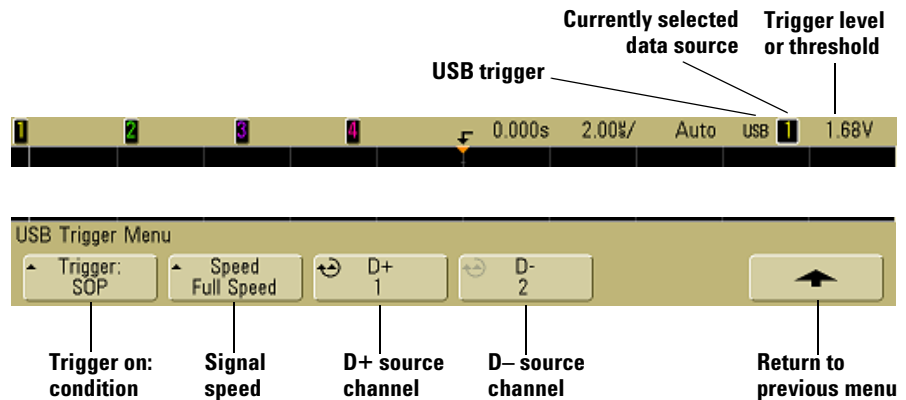 Currently selected
data source
Trigger level
or threshold
USB trigger
1 2 3 4 0.000s 2.00%/ Auto USB 1 1.68V
USB Trigger Menu
Trigger:
SOP
Speed
Full Speed
D+
1
D-
2
Trigger on:
condition
Signal
speed
D+ source
channel
D– source
channel
Return to
previous menu